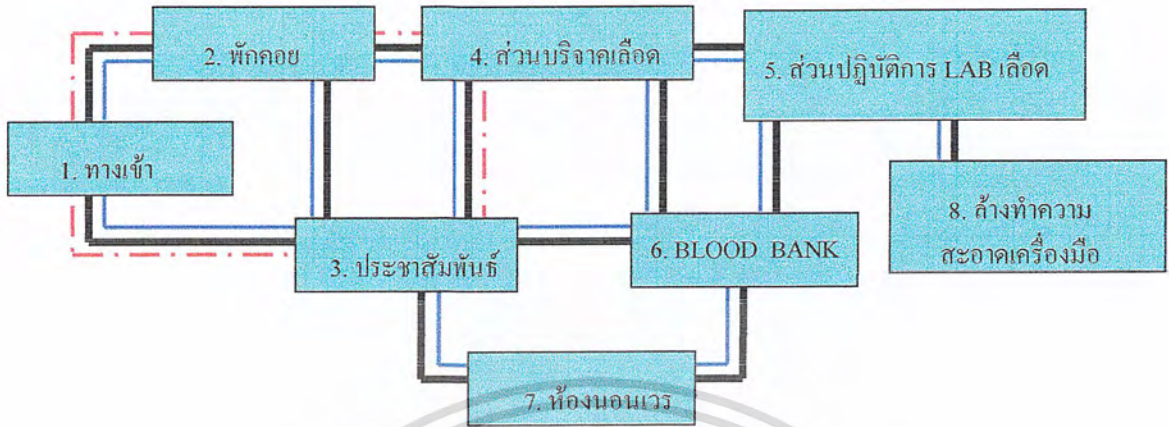 2. พักคอย
4. ส่วนบริจาคเลือด
5. ส่วนปฏิบัติการ LAB เลือด
1. ทางเข้า
3. ประชาสัมพันธ์
6. BLOOD BANK
8. ล้างทำความ
สะอาดเครื่องมือ
7. ห้องนอนเวร